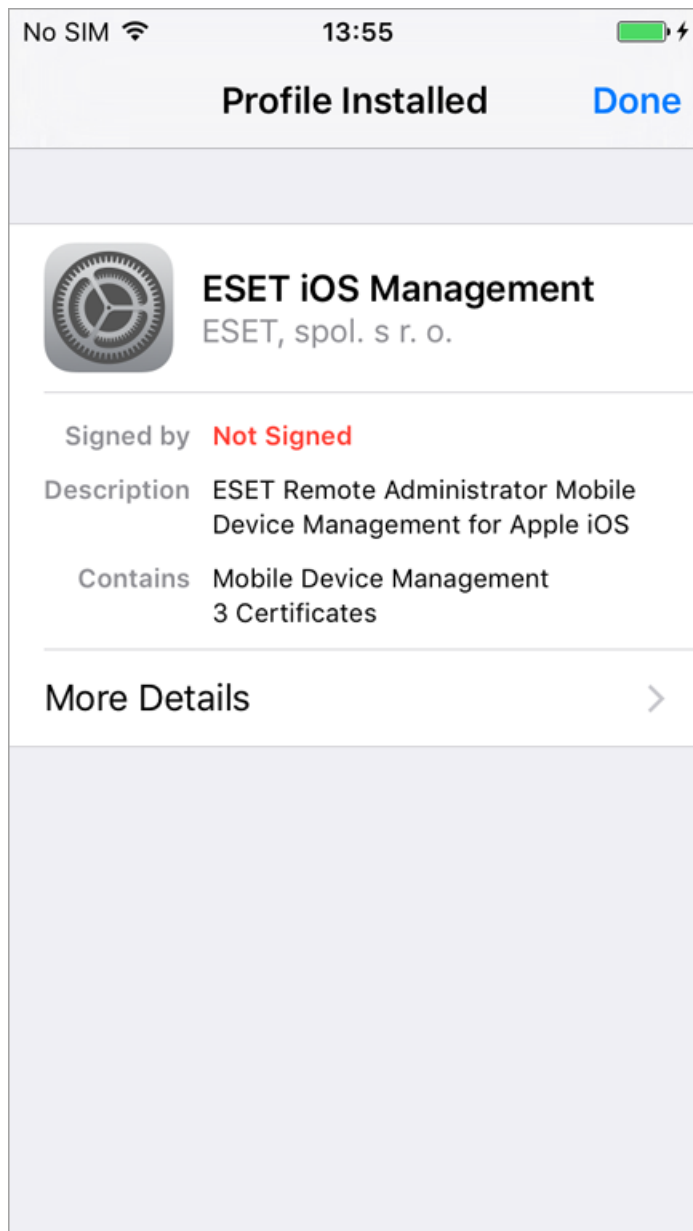 No SIM 13:55
Profile Installed Done
ESET iOS Management
ESET, spol. s r. o.
Signed by Not Signed
Description ESET Remote Administrator Mobile
Device Management for Apple iOS
Contains Mobile Device Management
3 Certificates
More Details